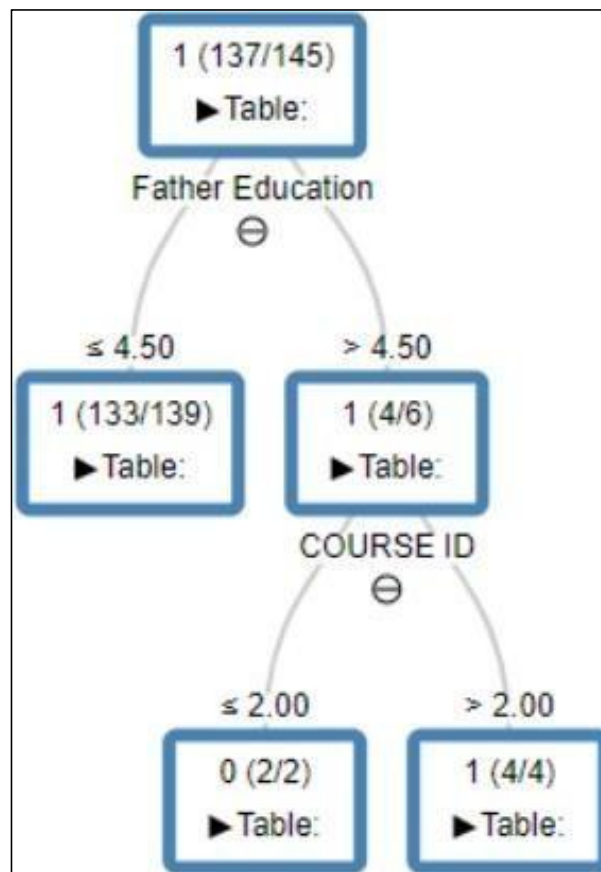 1 (137/145)
▶Table:
Father Education
≤ 4.50
> 4.50
1 (133/139)
▶Table:
1 (4/6)
▶Table:
COURSE ID
≤ 2.00
> 2.00
0 (2/2)
▶Table:
1 (4/4)
▶Table: